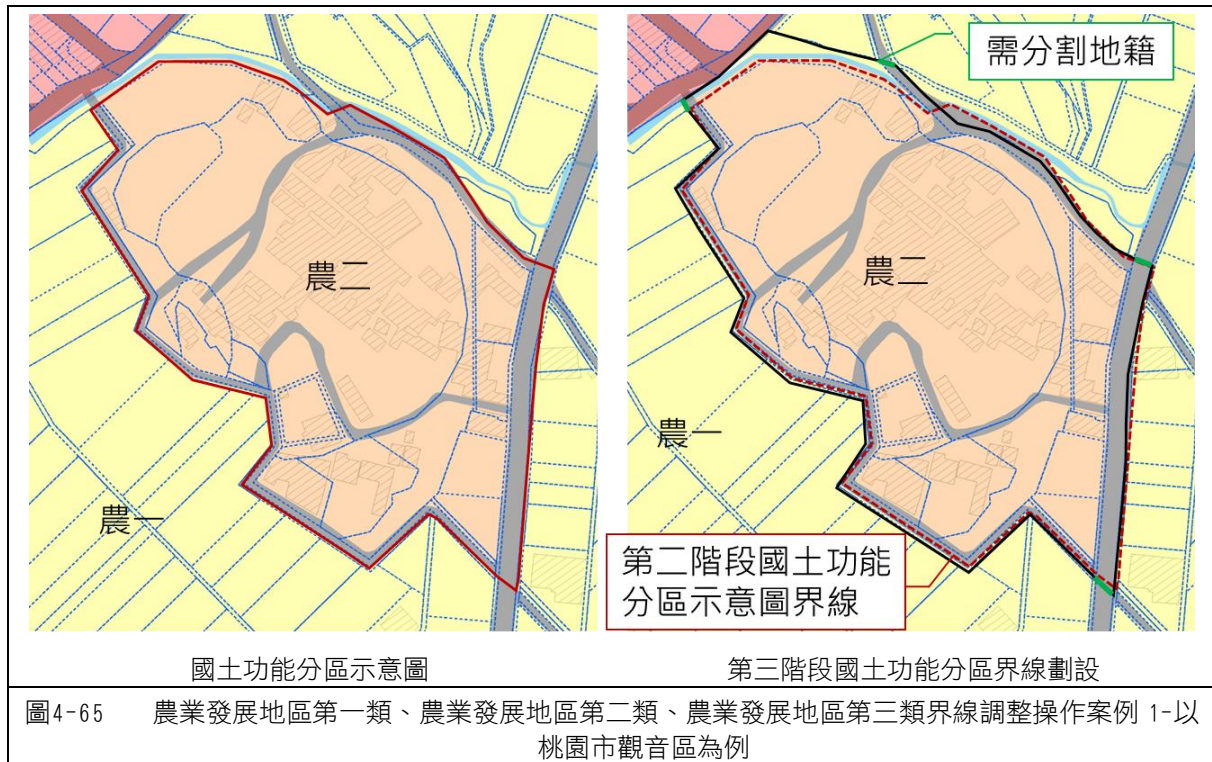 農二
農一
需分割地籍
農二
農一
第二階段國土功能
分區示意圖界線
國土功能分區示意圖
第三階段國土功能分區界線劃設
圖4-65 農業發展地區第一類、農業發展地區第二類、農業發展地區第三類界線調整操作案例 1-以
桃園市觀音區為例